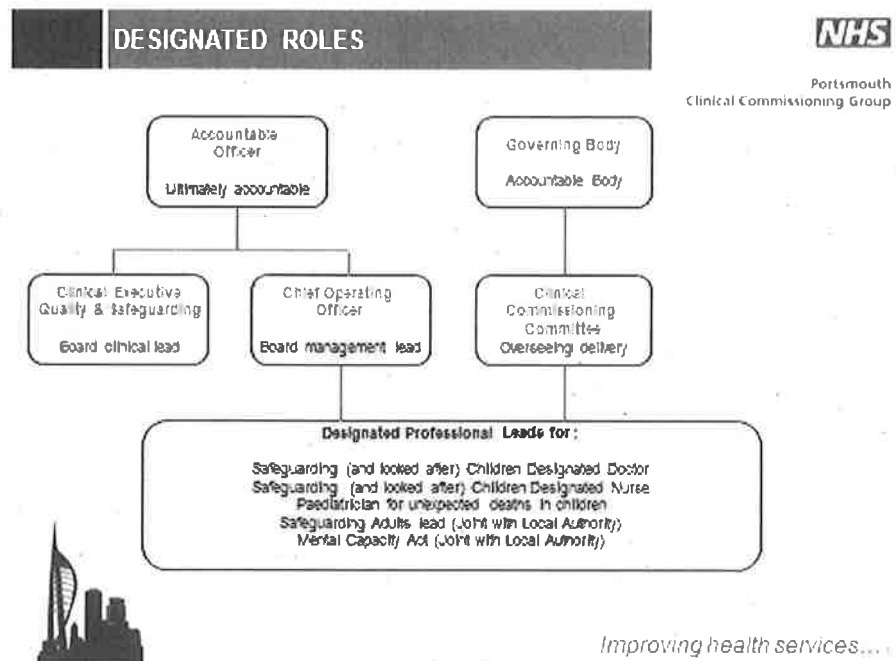 DESIGNATED ROLES
NHS
Portsmouth
Clinical Commissioning Group
Accountable
Officer
Ultimately accountable
Governing Body
Accountable Body
Clinical Executive
Quality & Safeguarding
Board clinical lead
Chief Operating
Officer
Board management lead
Clinical
Commissioning
Committee
Overseeing delivery
Designated Professional Leads for:
Safeguarding (and looked after) Children Designated Doctor
Safeguarding (and looked after) Children Designated Nurse
Paediatrician for unexpected deaths in children
Safeguarding Adults lead (Joint with Local Authority)
Mental Capacity Act (Joint with Local Authority)
Improving health services....